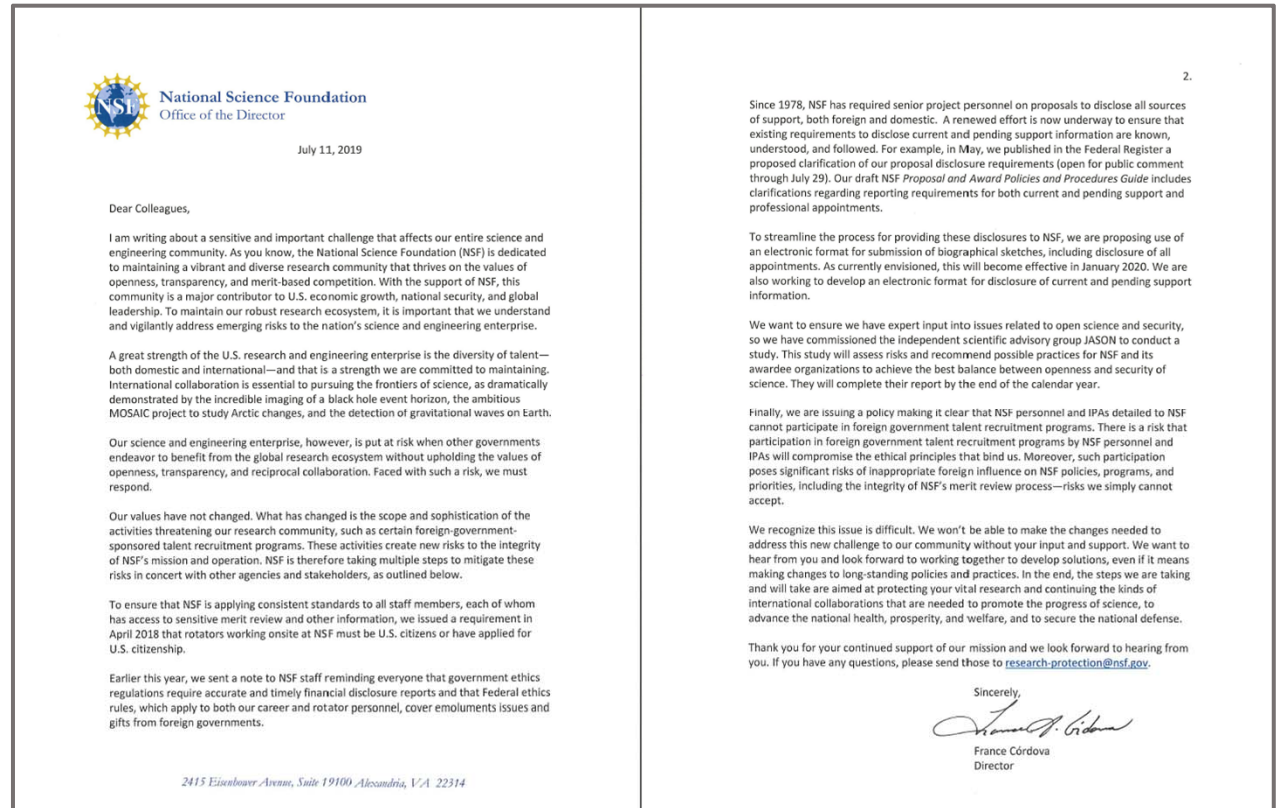 NSF
National Science Foundation
Office of the Director
July 11, 2019
Dear Colleagues,
I am writing about a sensitive and important challenge that affects our entire science and
engineering community. As you know, the National Science Foundation (NSF) is dedicated
to maintaining a vibrant and diverse research community that thrives on the values of
openness, transparency, and merit-based competition. With the support of NSF, this
community is a major contributor to U.S. economic growth, national security, and global
leadership. To maintain our robust research ecosystem, it is important that we understand
and vigilantly address emerging risks to the nation's science and engineering enterprise.
A great strength of the U.S. research and engineering enterprise is the diversity of talent—
both domestic and international—and that is a strength we are committed to maintaining.
International collaboration is essential to pursuing the frontiers of science, as dramatically
demonstrated by the incredible imaging of a black hole event horizon, the ambitious
MOSAIC project to study Arctic changes, and the detection of gravitational waves on Earth.
Our science and engineering enterprise, however, is put at risk when other governments
endeavor to benefit from the global research ecosystem without upholding the values of
openness, transparency, and reciprocal collaboration. Faced with such a risk, we must
respond.
Our values have not changed. What has changed is the scope and sophistication of the
activities threatening our research community, such as certain foreign-government-
sponsored talent recruitment programs. These activities create new risks to the integrity
of NSF's mission and operation. NSF is therefore taking multiple steps to mitigate these
risks in concert with other agencies and stakeholders, as outlined below.
To ensure that NSF is applying consistent standards to all staff members, each of whom
has access to sensitive merit review and other information, we issued a requirement in
April 2018 that rotators working onsite at NSF must be U.S. citizens or have applied for
U.S. citizenship.
Earlier this year, we sent a note to NSF staff reminding everyone that government ethics
regulations require accurate and timely financial disclosure reports and that Federal ethics
rules, which apply to both our career and rotator personnel, cover emoluments issues and
gifts from foreign governments.
2415 Eisenhower Avenue, Suite 19100 Alexandria, VA 22314
2.
Since 1978, NSF has required senior project personnel on proposals to disclose all sources
of support, both foreign and domestic. A renewed effort is now underway to ensure that
existing requirements to disclose current and pending support information are known,
understood, and followed. For example, in May, we published in the Federal Register a
proposed clarification of our proposal disclosure requirements (open for public comment
through July 29). Our draft NSF Proposal and Award Policies and Procedures Guide includes
clarifications regarding reporting requirements for both current and pending support and
professional appointments.
To streamline the process for providing these disclosures to NSF, we are proposing use of
an electronic format for submission of biographical sketches, including disclosure of all
appointments. As currently envisioned, this will become effective in January 2020. We are
also working to develop an electronic format for disclosure of current and pending support
information.
We want to ensure we have expert input into issues related to open science and security,
so we have commissioned the independent scientific advisory group JASON to conduct a
study. This study will assess risks and recommend possible practices for NSF and its
awardee organizations to achieve the best balance between openness and security of
science. They will complete their report by the end of the calendar year.
Finally, we are issuing a policy making it clear that NSF personnel and IPAs detailed to NSF
cannot participate in foreign government talent recruitment programs. There is a risk that
participation in foreign government talent recruitment programs by NSF personnel and
IPAs will compromise the ethical principles that bind us. Moreover, such participation
poses significant risks of inappropriate foreign influence on NSF policies, programs, and
priorities, including the integrity of NSF's merit review process—risks we simply cannot
accept.
We recognize this issue is difficult. We won't be able to make the changes needed to
address this new challenge to our community without your input and support. We want to
hear from you and look forward to working together to develop solutions, even if it means
making changes to long-standing policies and practices. In the end, the steps we are taking
and will take are aimed at protecting your vital research and continuing the kinds of
international collaborations that are needed to promote the progress of science, to
advance the national health, prosperity, and welfare, and to secure the national defense.
Thank you for your continued support of our mission and we look forward to hearing from
you. If you have any questions, please send those to research-protection@nsf.gov.
Sincerely,
France Córdova
Director